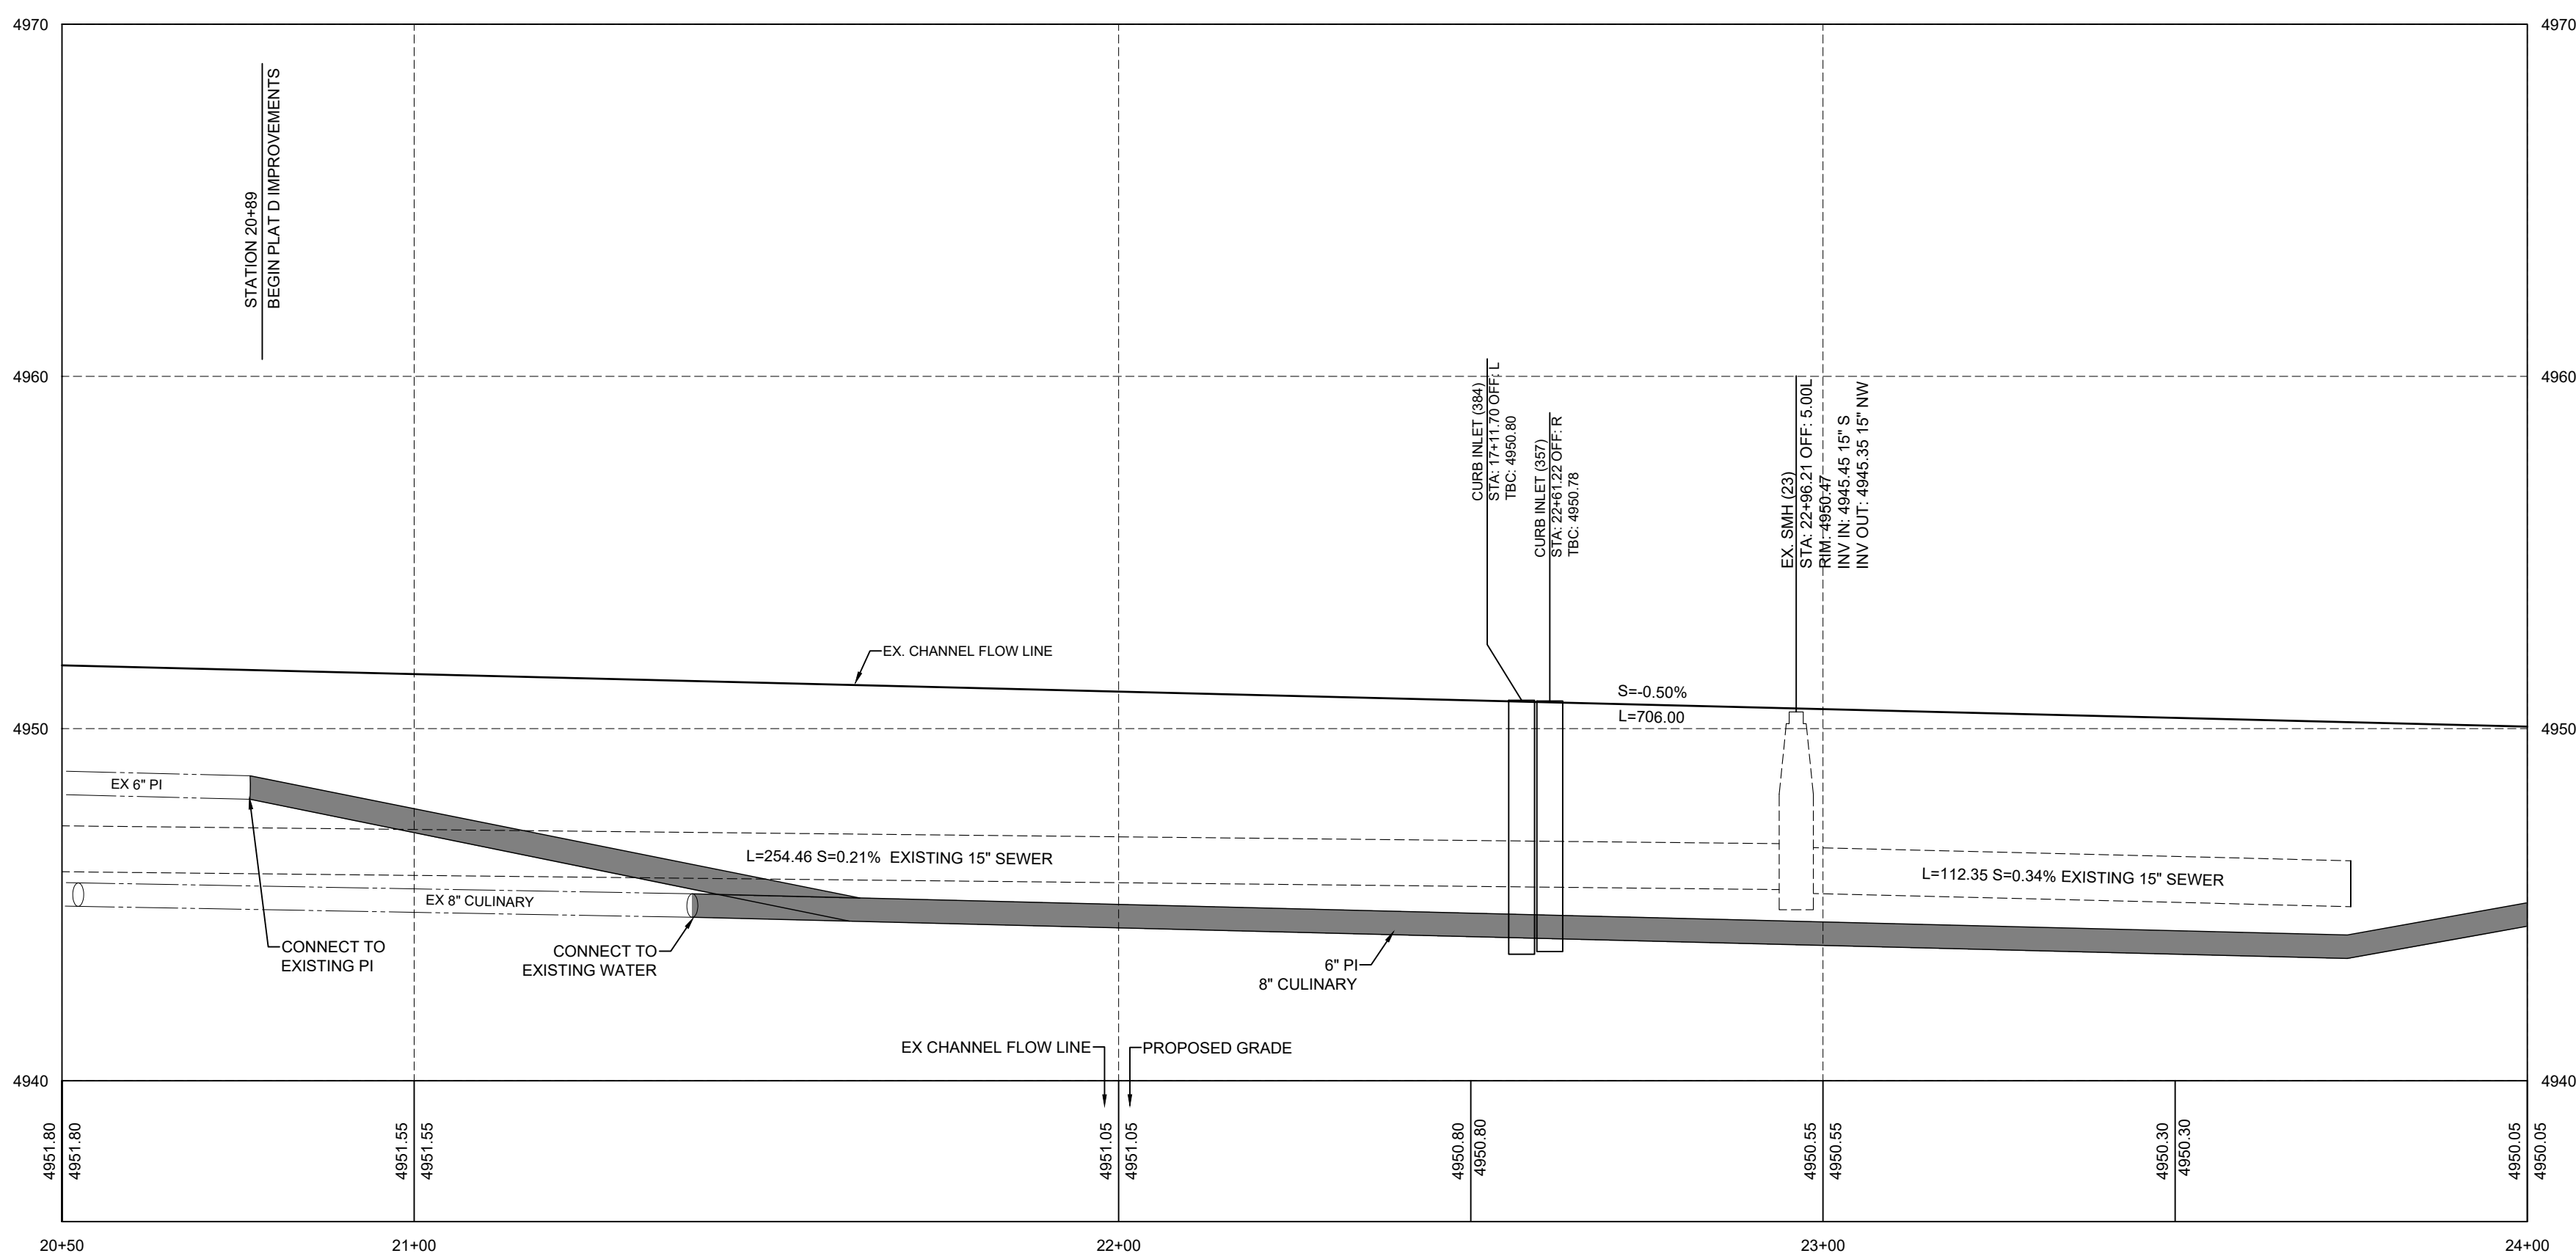 4970
4970
STATION 20+89
BEGIN PLAT D IMPROVEMENTS
4960
4960
CURB INLET (384)
STA: 17+11.70 OFF: L
TBC: 4950.80
CURB INLET (357)
STA: 22+61.22 OFF: R
TBC: 4950.78
EX. SMH (23)
STA: 22+96.21 OFF: 5.00L
RIM: 4950.47
INV IN: 4945.45 15" S
INV OUT: 4945.35 15" NW
EX. CHANNEL FLOW LINE
S=-0.50%
L=706.00
4950
4950
EX 6" PI
L=254.46 S=0.21% EXISTING 15" SEWER
L=112.35 S=0.34% EXISTING 15" SEWER
EX 8" CULINARY
CONNECT TO
EXISTING PI
CONNECT TO
EXISTING WATER
6" PI
8" CULINARY
EX CHANNEL FLOW LINE
PROPOSED GRADE
4940
4940
4951.80
4951.80
4951.55
4951.55
4951.05
4951.05
4950.80
4950.80
4950.55
4950.55
4950.30
4950.30
4950.05
4950.05
20+50
21+00
22+00
23+00
24+00